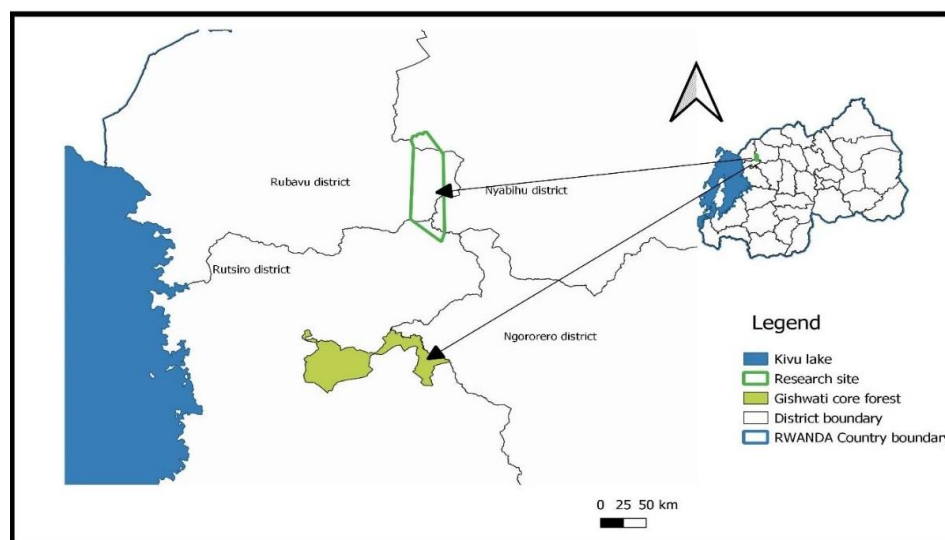 Rubavu district
Nyabihu district
Rutsiro district
Ngororero district
Legend
Kivu lake
Research site
Gishwati core forest
District boundary
RWANDA Country boundary
0 25 50 km